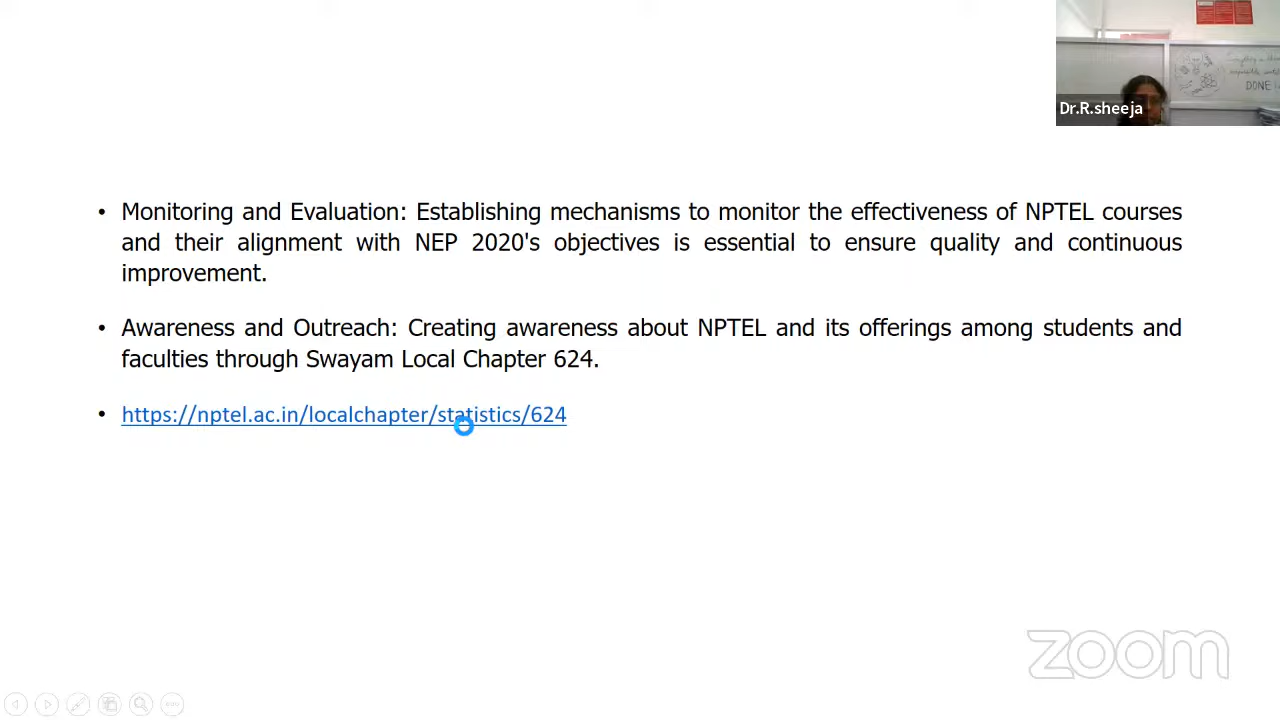 Dr.R.sheeja
DONE
• Monitoring and Evaluation: Establishing mechanisms to monitor the effectiveness of NPTEL courses
and their alignment with NEP 2020's objectives is essential to ensure quality and continuous
improvement.
• Awareness and Outreach: Creating awareness about NPTEL and its offerings among students and
faculties through Swayam Local Chapter 624.
• https://nptel.ac.in/localchapter/statistics/624
zoom